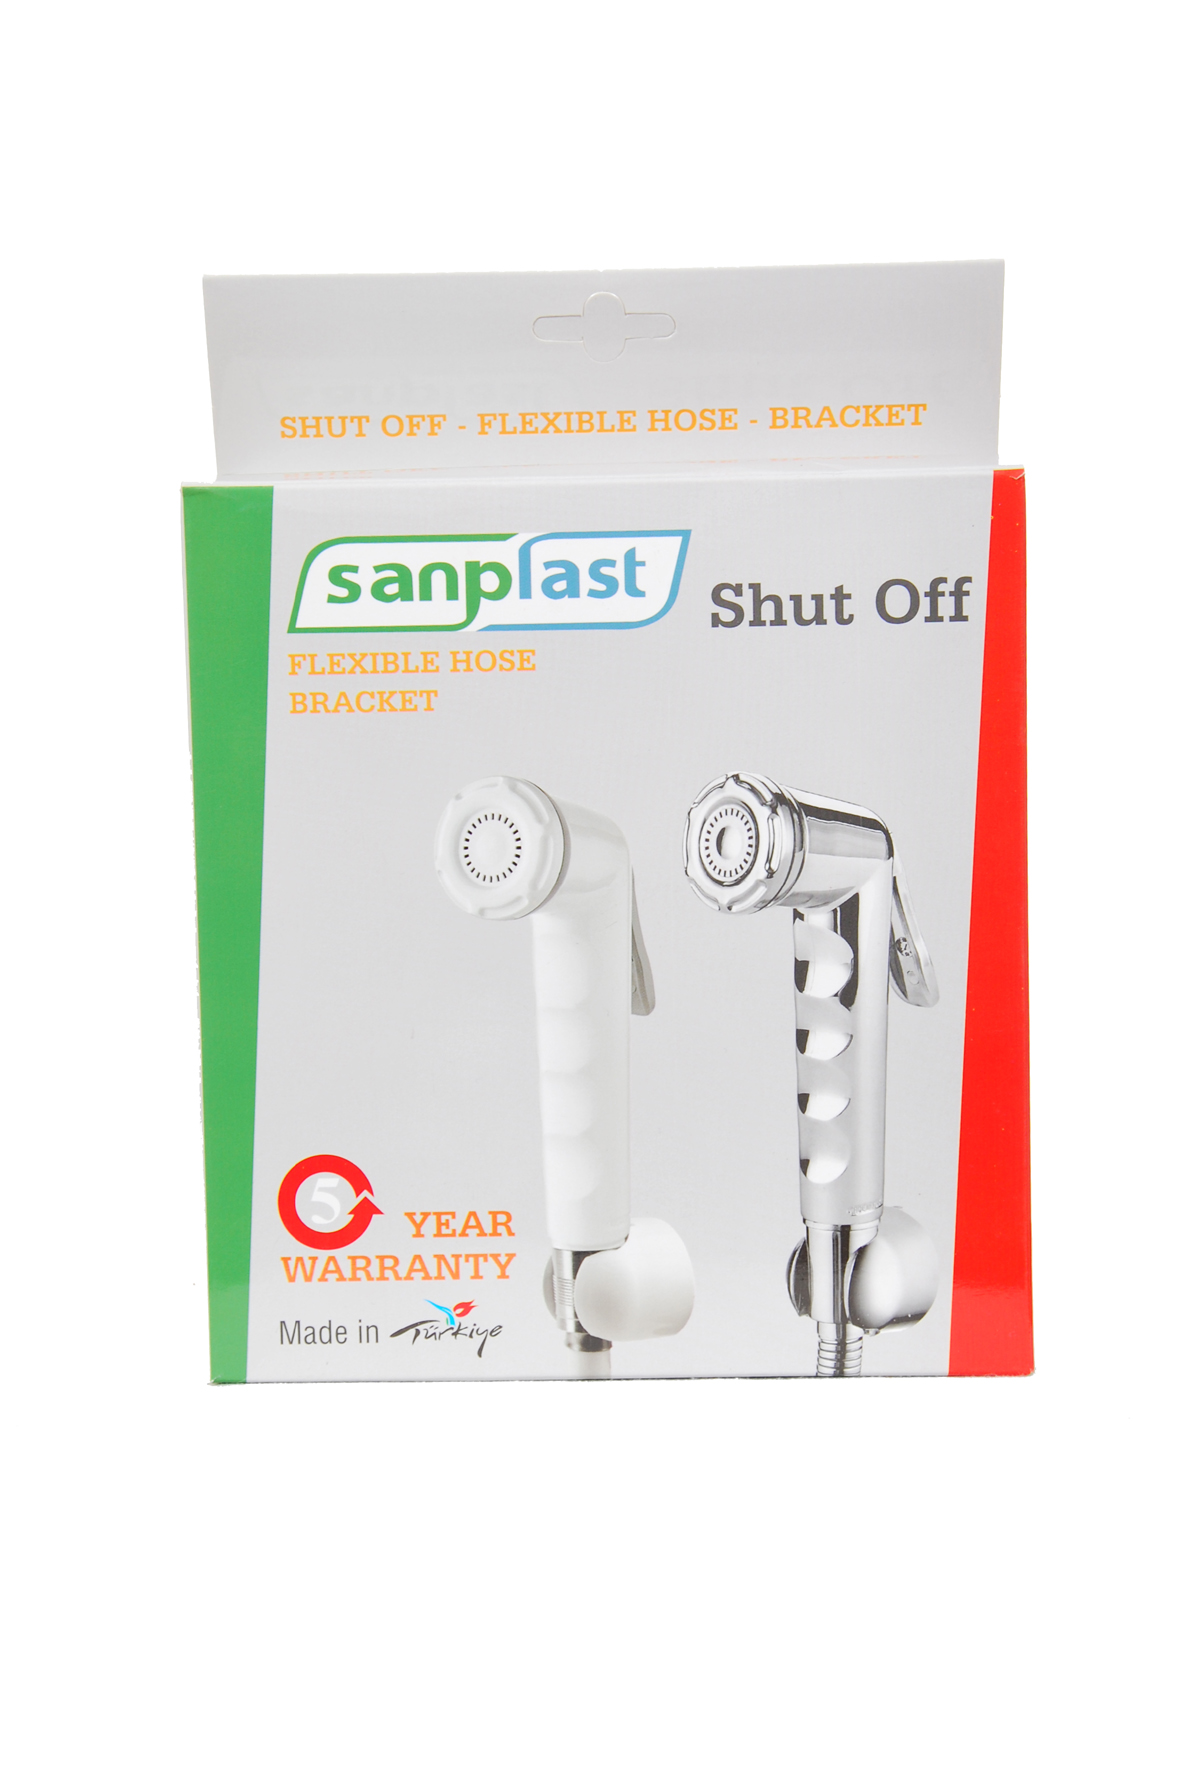 SHUT OFF - FLEXIBLE HOSE - BRACKET
sanplast
Shut Off
FLEXIBLE HOSE
BRACKET
5 YEAR
WARRANTY
Made in Türkiye